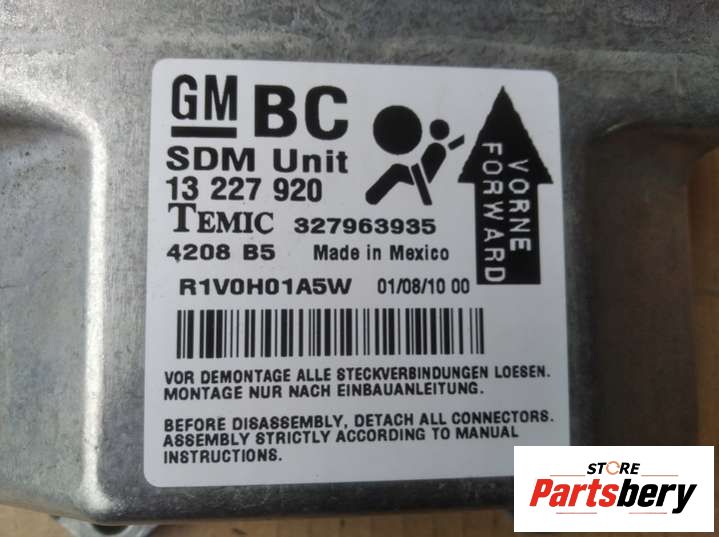 GM BC
SDM Unit
13 227 920
TEMIC 327963935
4208 B5 Made in Mexico
R1V0H01A5W 01/08/10 00
VORNE
FORWARD
VOR DEMONTAGE ALLE STECKVERBINDUNGEN LOESEN.
MONTAGE NUR NACH EINBAUANLEITUNG.
BEFORE DISASSEMBLY, DETACH ALL CONNECTORS.
ASSEMBLY STRICTLY ACCORDING TO MANUAL
INSTRUCTIONS.
STORE
Partsbery